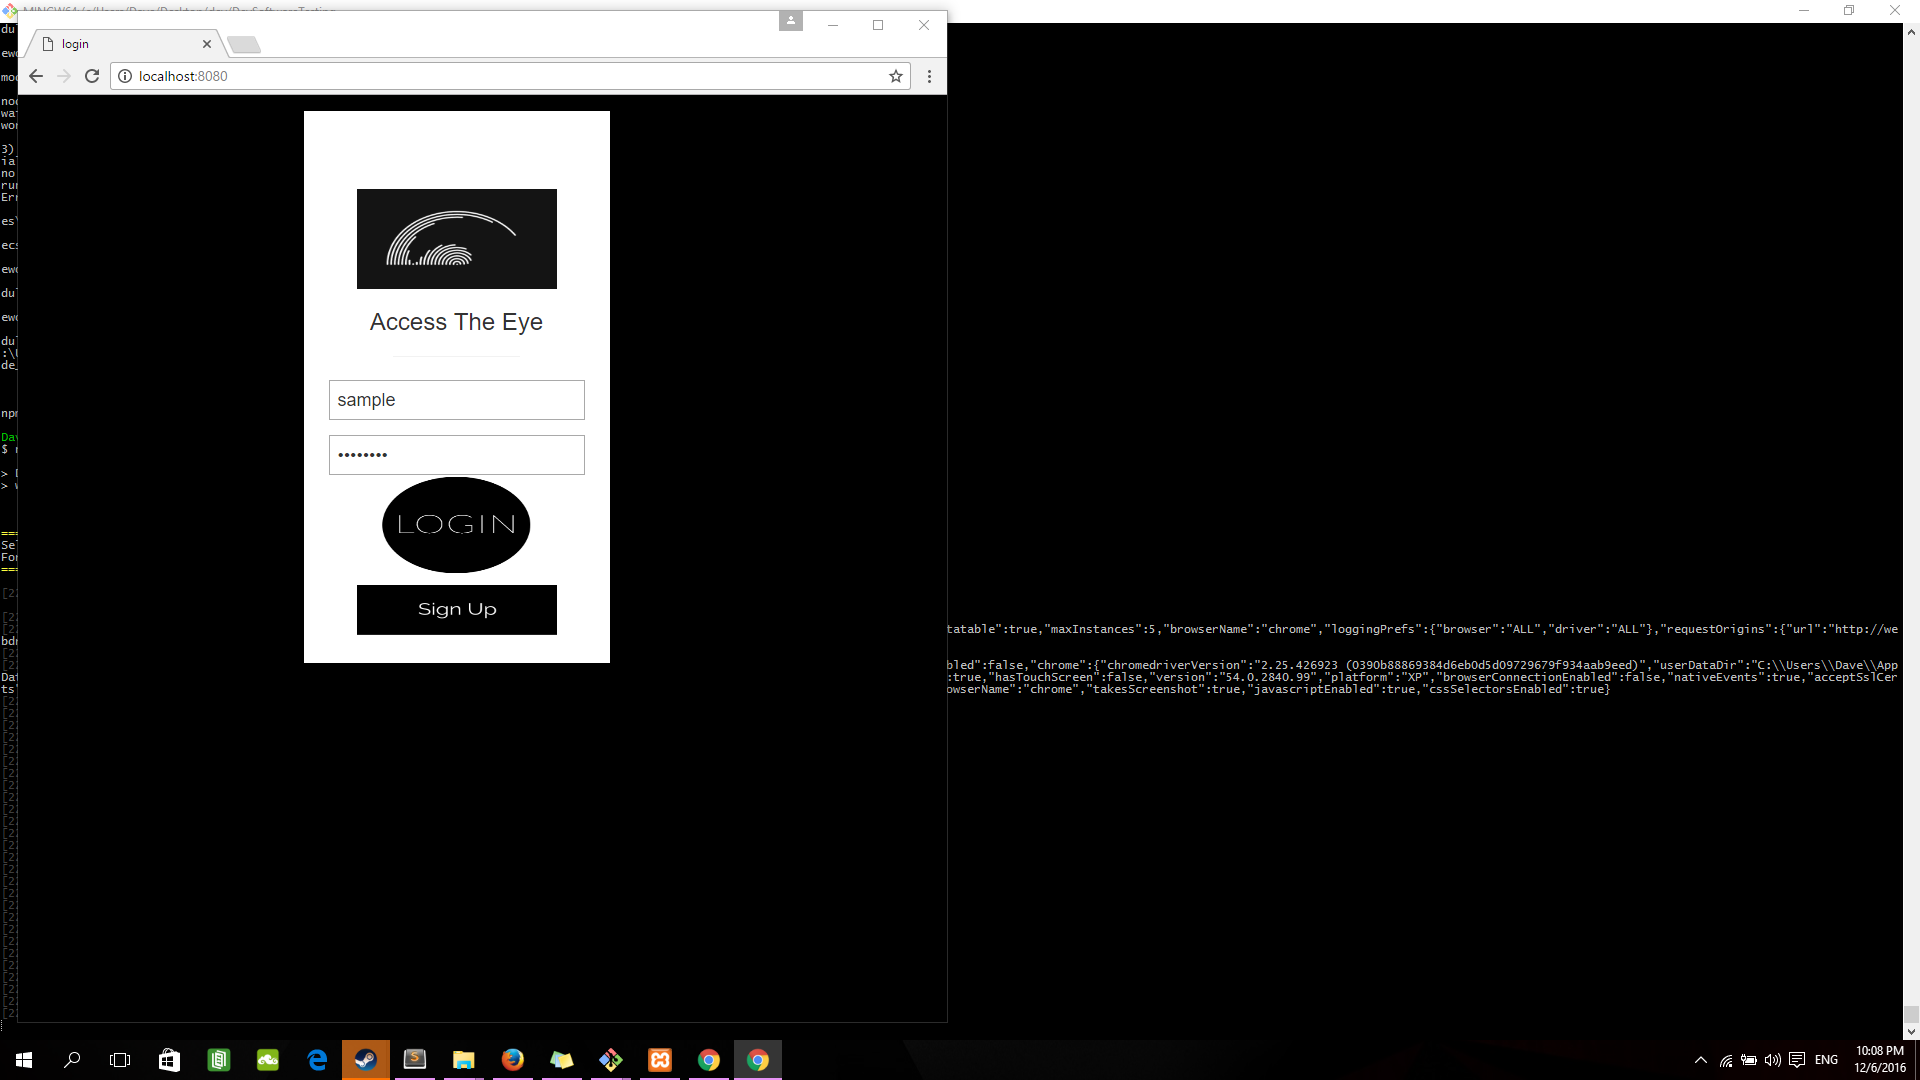 login
localhost:8080
Access The Eye
sample
LOGIN
Sign Up
tatable":true,"maxInstances":5,"browserName":"chrome","loggingPrefs":{"browser":"ALL","driver":"ALL"},"requestOrigins":{"url":"http://we
bled":false,"chrome":{"chromedriverVersion":"2.25.426923 (0390b88869384d6eb0d5d09729679f934aab9eed)","userDataDir":"C:\\Users\\Dave\\App
:true,"hasTouchScreen":false,"version":"54.0.2840.99","platform":"XP","browserConnectionEnabled":false,"nativeEvents":true,"acceptSslCer
owserName":"chrome","takesScreenshot":true,"javascriptEnabled":true,"cssSelectorsEnabled":true}
ENG
10:08 PM
12/6/2016